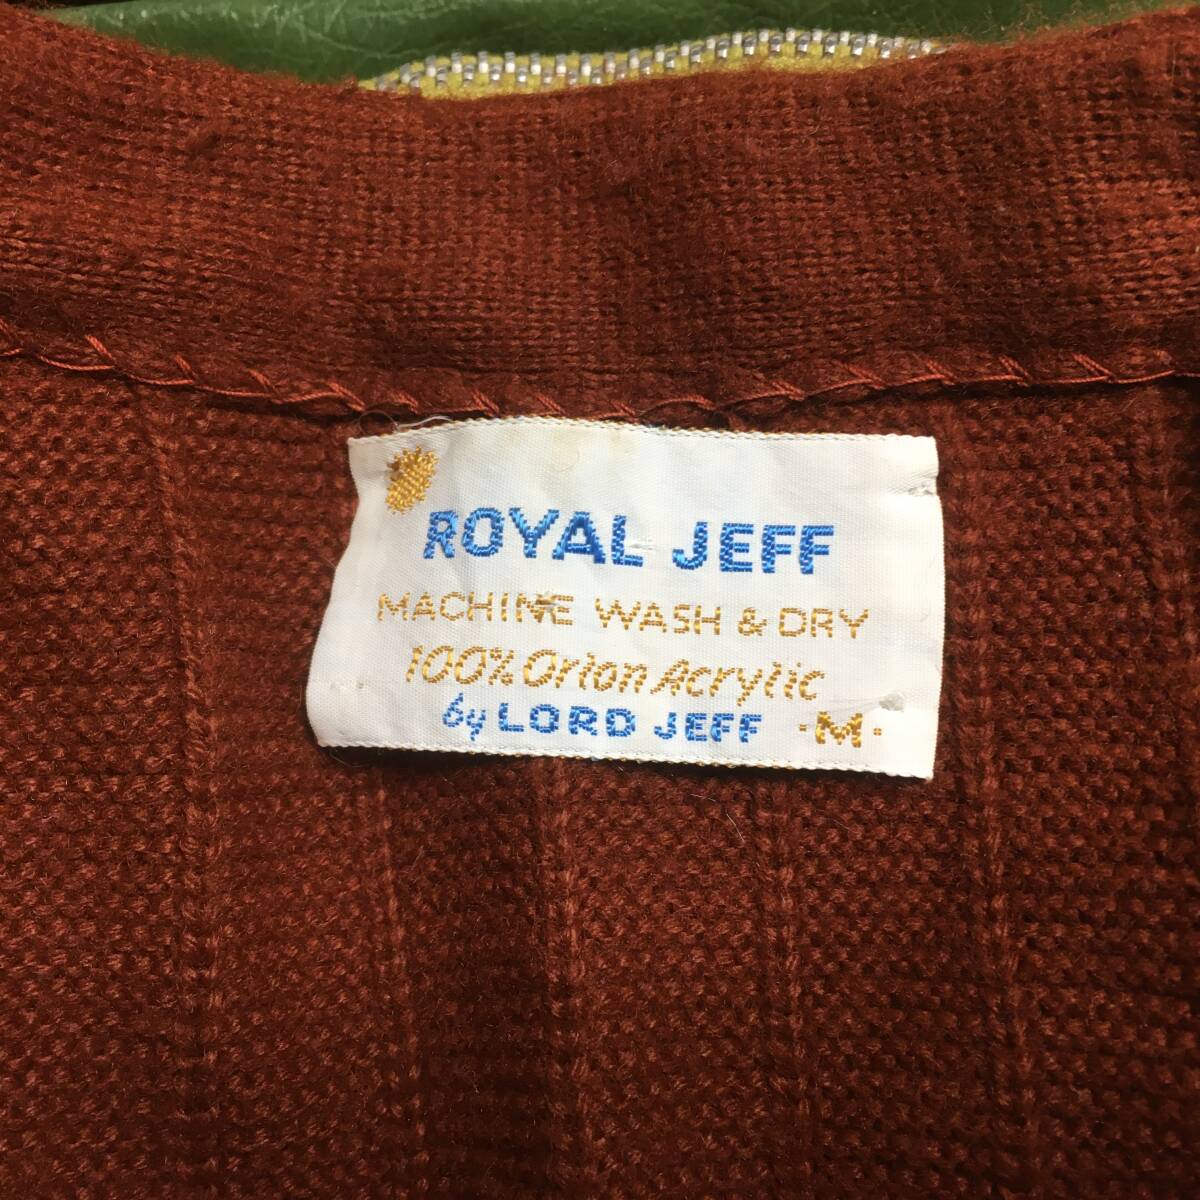 ROYAL JEFF
MACHINE WASH & DRY
100% Orlon Acrylic
by LORD JEFF ·M·